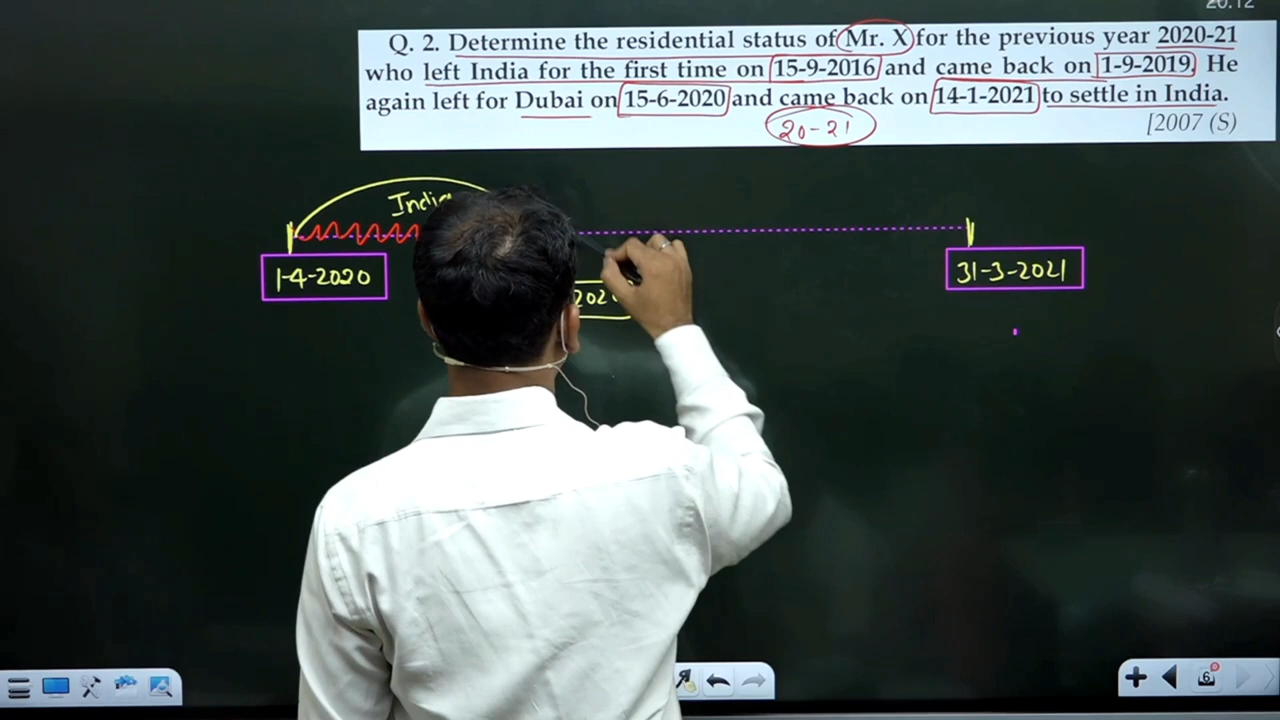 20:12
Q. 2. Determine the residential status of Mr. X for the previous year 2020-21
who left India for the first time on 15-9-2016 and came back on 1-9-2019. He
again left for Dubai on 15-6-2020 and came back on 14-1-2021 to settle in India.
20-21 [2007 (S)
India
1-4-2020 2020 31-3-2021
6